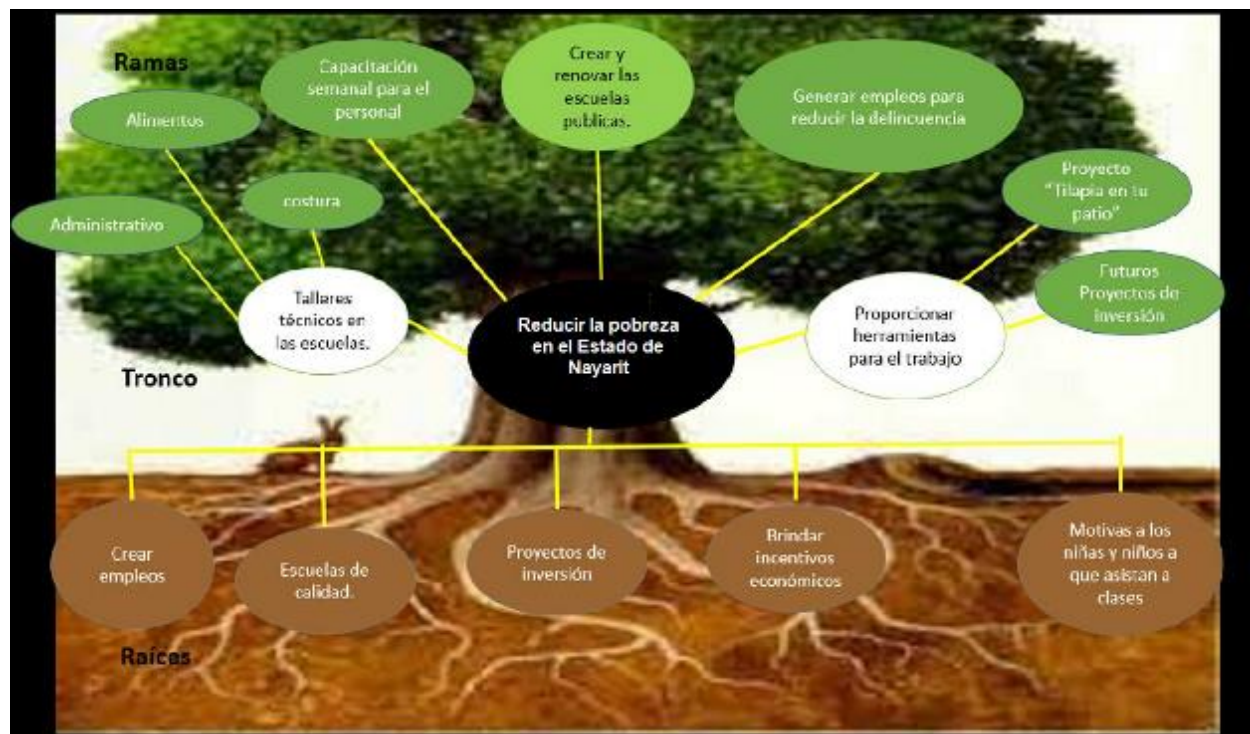 Ramas
Capacitación
semanal para el
personal
Crear y
renovar las
escuelas
publicas.
Generar empleos para
reducir la delincuencia
Alimentos
costura
Administrativo
Proyecto
"Tilapia en tu
patio"
Futuros
Proyectos de
inversión
Talleres
técnicos en
las escuelas.
Reducir la pobreza
en el Estado de
Nayarit
Proporcionar
herramientas
para el trabajo
Tronco
Crear
empleos
Escuelas de
calidad.
Proyectos de
inversión
Brindar
incentivos
económicos
Motivas a los
niñas y niños a
que asistan a
clases
Raíces